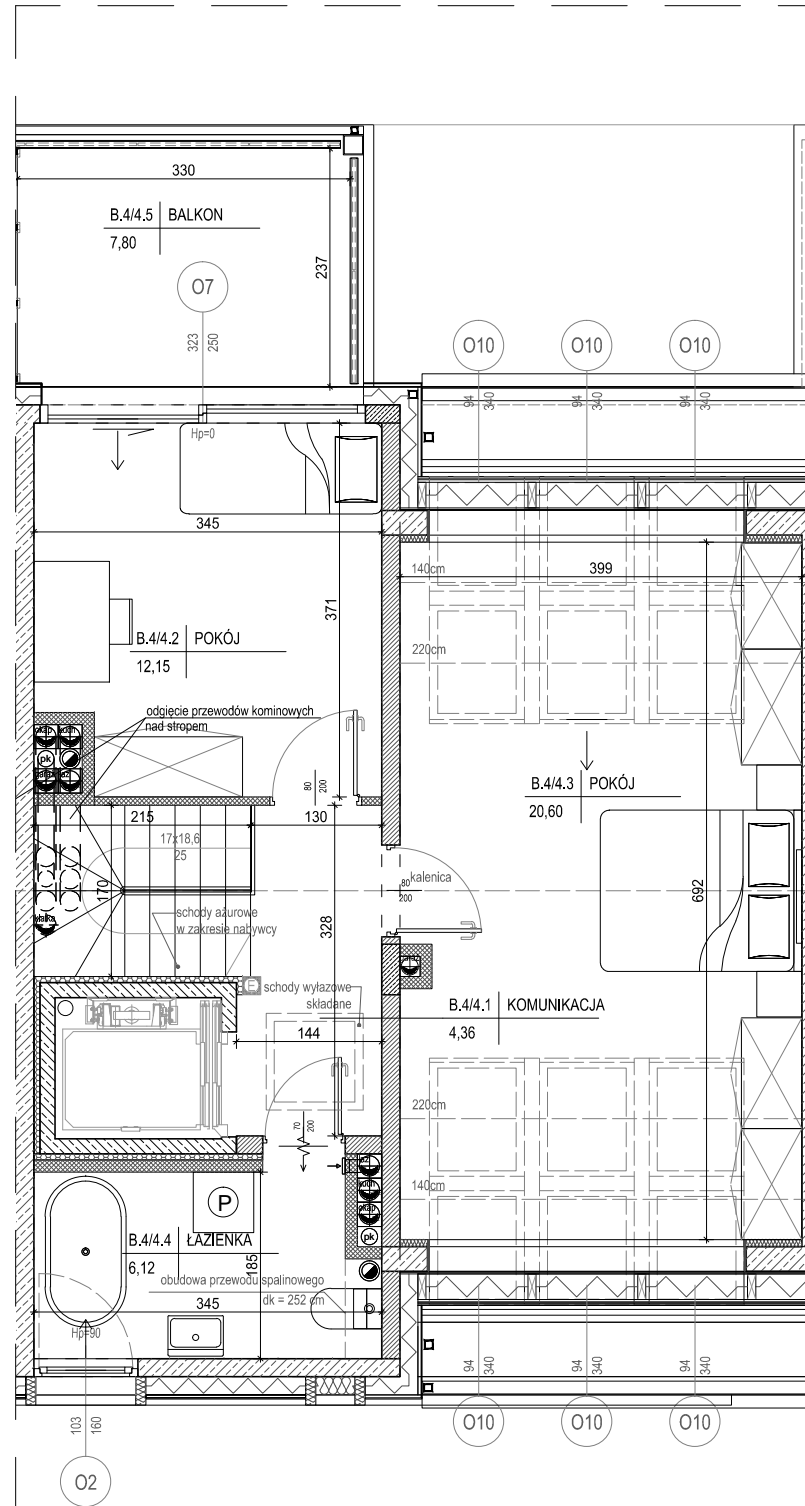 330
B.4/4.5 BALKON
7,80
237
O7
323
250
O10
O10
O10
94
340
94
340
94
340
Hp=0
345
371
140cm
399
220cm
B.4/4.2 POKÓJ
12,15
odgięcie przewodów kominowych
nad stropem
pk
80
200
B.4/4.3 POKÓJ
20,60
215
130
17x18,6
25
170
80
200
kalenica
692
328
schody ażurowe
w zakresie nabywcy
schody wyłazowe
składane
B.4/4.1 KOMUNIKACJA
4,36
144
220cm
70
200
140cm
P
pk
B.4/4.4 ŁAZIENKA
6,12
185
obudowa przewodu spalinowego
dk = 252 cm
345
Hp=90
94
340
94
340
94
340
103
160
O10
O10
O10
O2